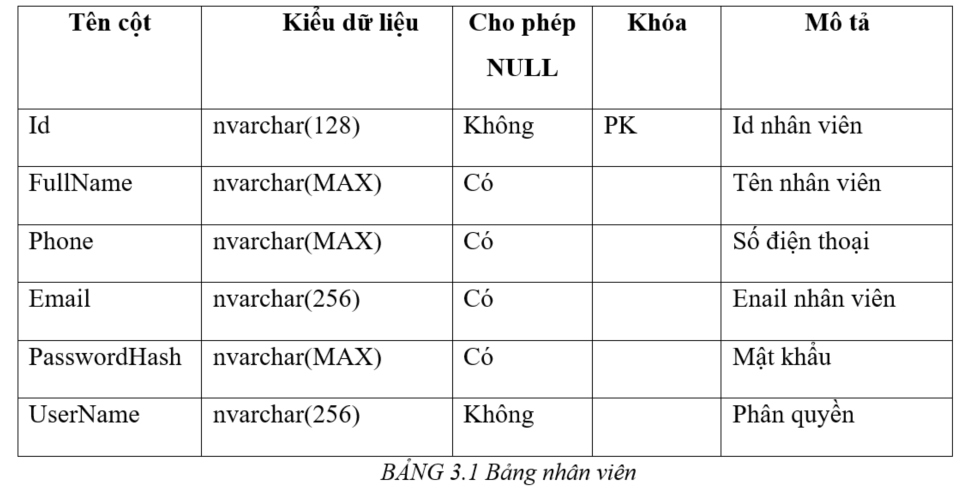 Tên cột Kiểu dữ liệu Cho phép NULL Khóa Mô tả
Id nvarchar(128) Không PK Id nhân viên
FullName nvarchar(MAX) Có Tên nhân viên
Phone nvarchar(MAX) Có Số điện thoại
Email nvarchar(256) Có Enail nhân viên
PasswordHash nvarchar(MAX) Có Mật khẩu
UserName nvarchar(256) Không Phân quyền
BẢNG 3.1 Bảng nhân viên